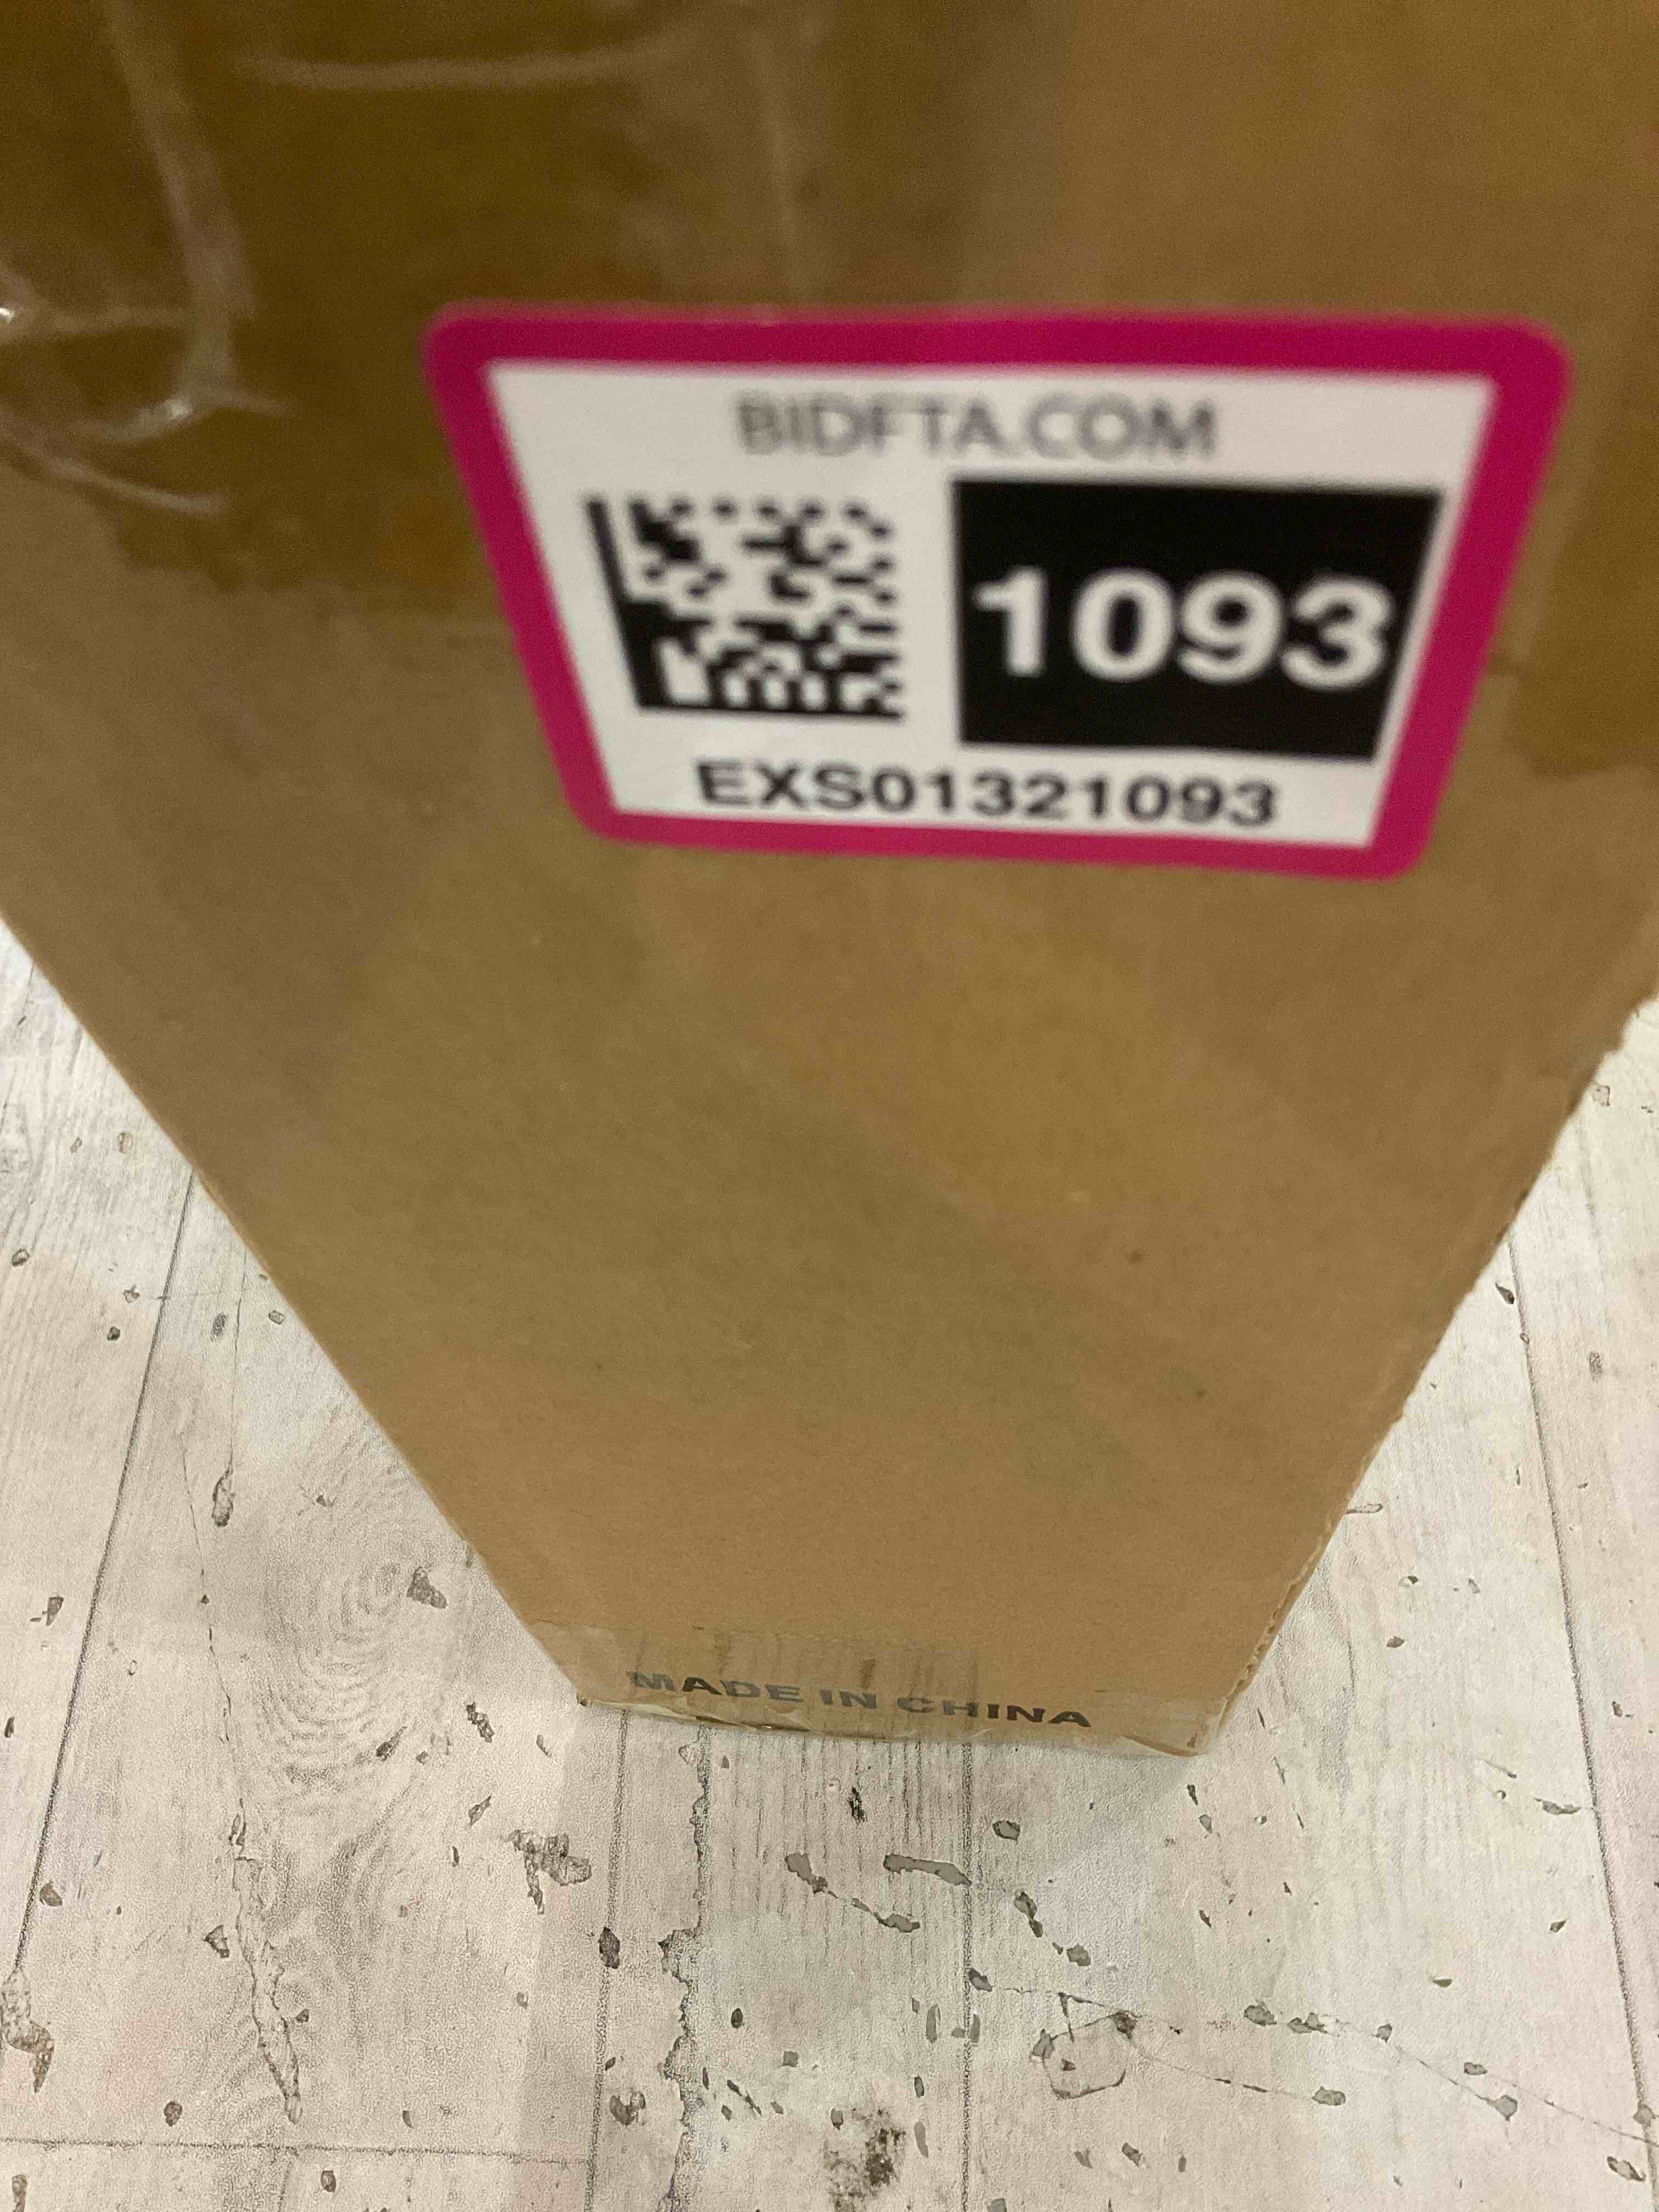 BIDFTA.COM
1093
EXS01321093
MADE IN CHINA